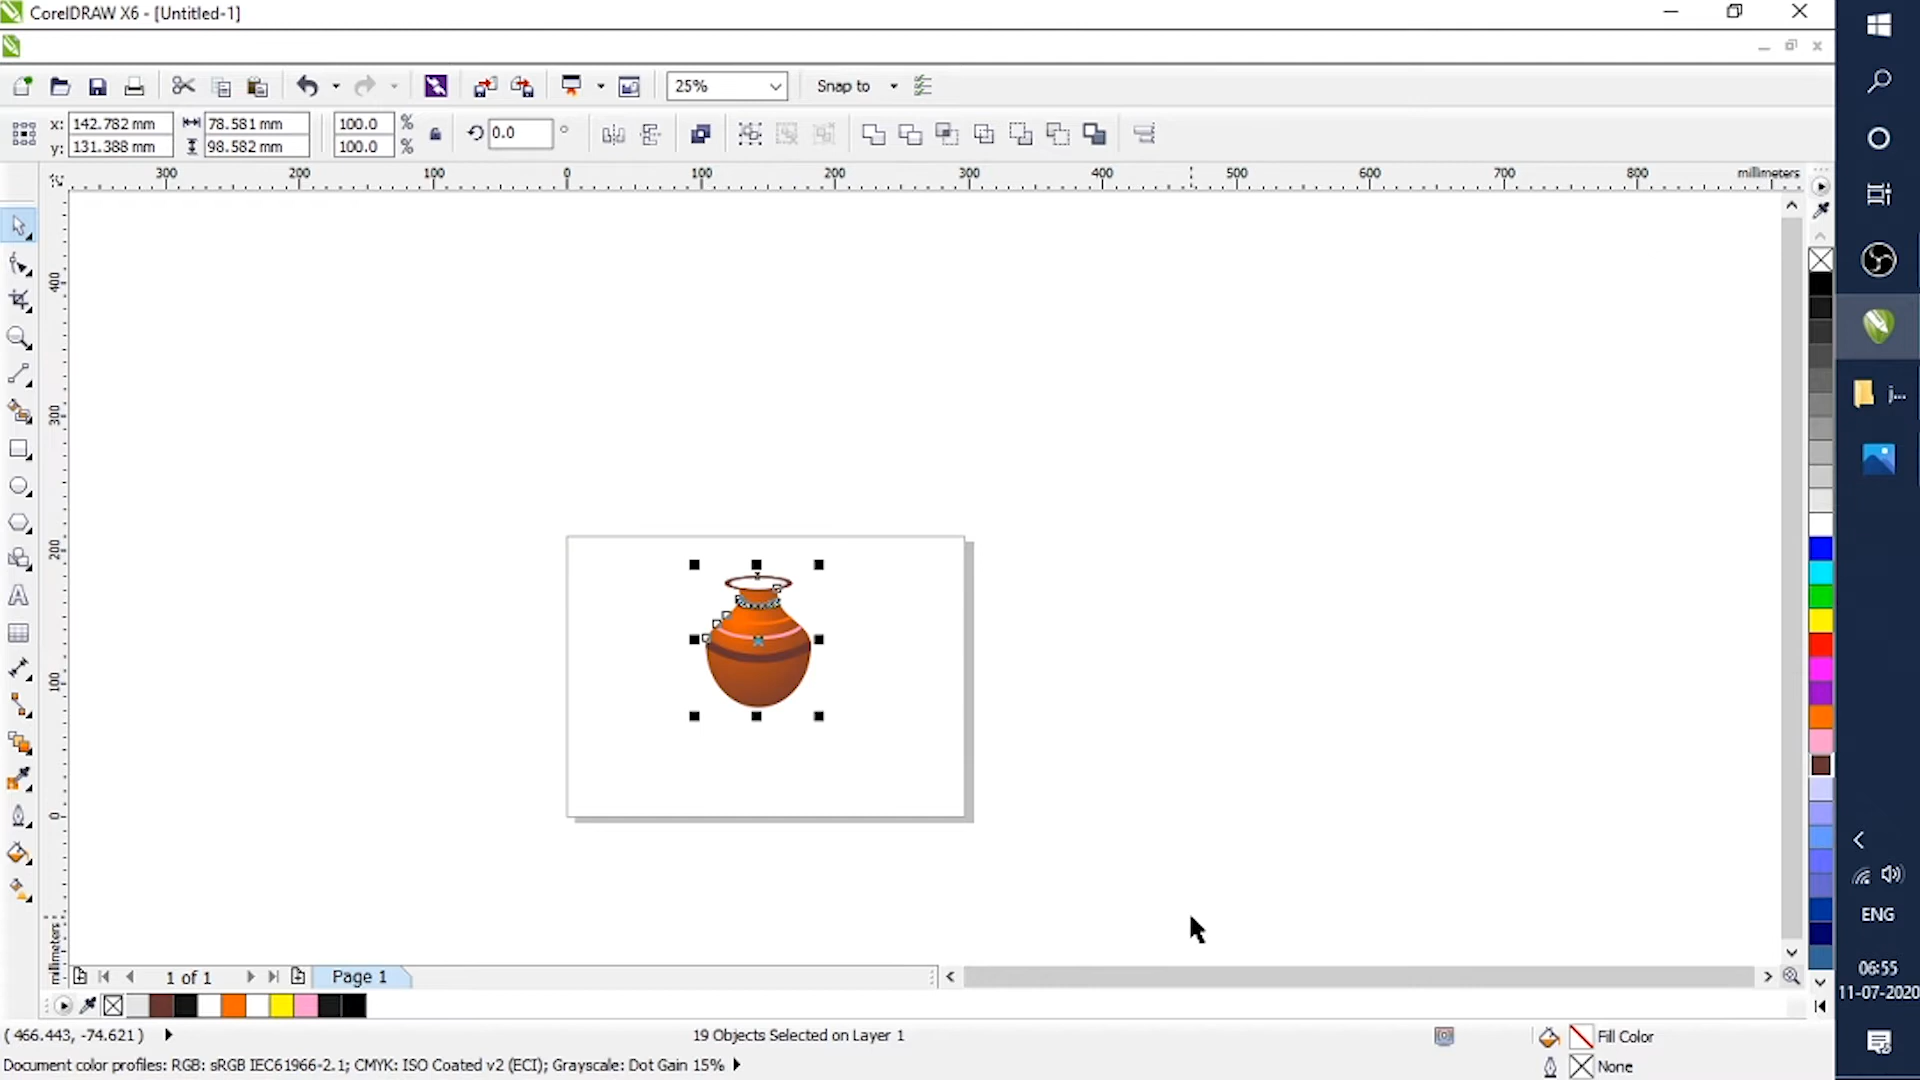 CorelDRAW X6 - [Untitled-1]
25%
Snap to
x: 142.782 mm 78.581 mm 100.0 % 0.0 °
y: 131.388 mm 98.582 mm 100.0 %
300 200 100 0 100 200 300 400 500 600 700 800 millimeters
400
300
200
100
0
millimeters
j...
1 of 1
Page 1
ENG
06:55
11-07-2020
( 466.443, -74.621 )
19 Objects Selected on Layer 1
Fill Color
Document color profiles: RGB: sRGB IEC61966-2.1; CMYK: ISO Coated v2 (ECI); Grayscale: Dot Gain 15%
None